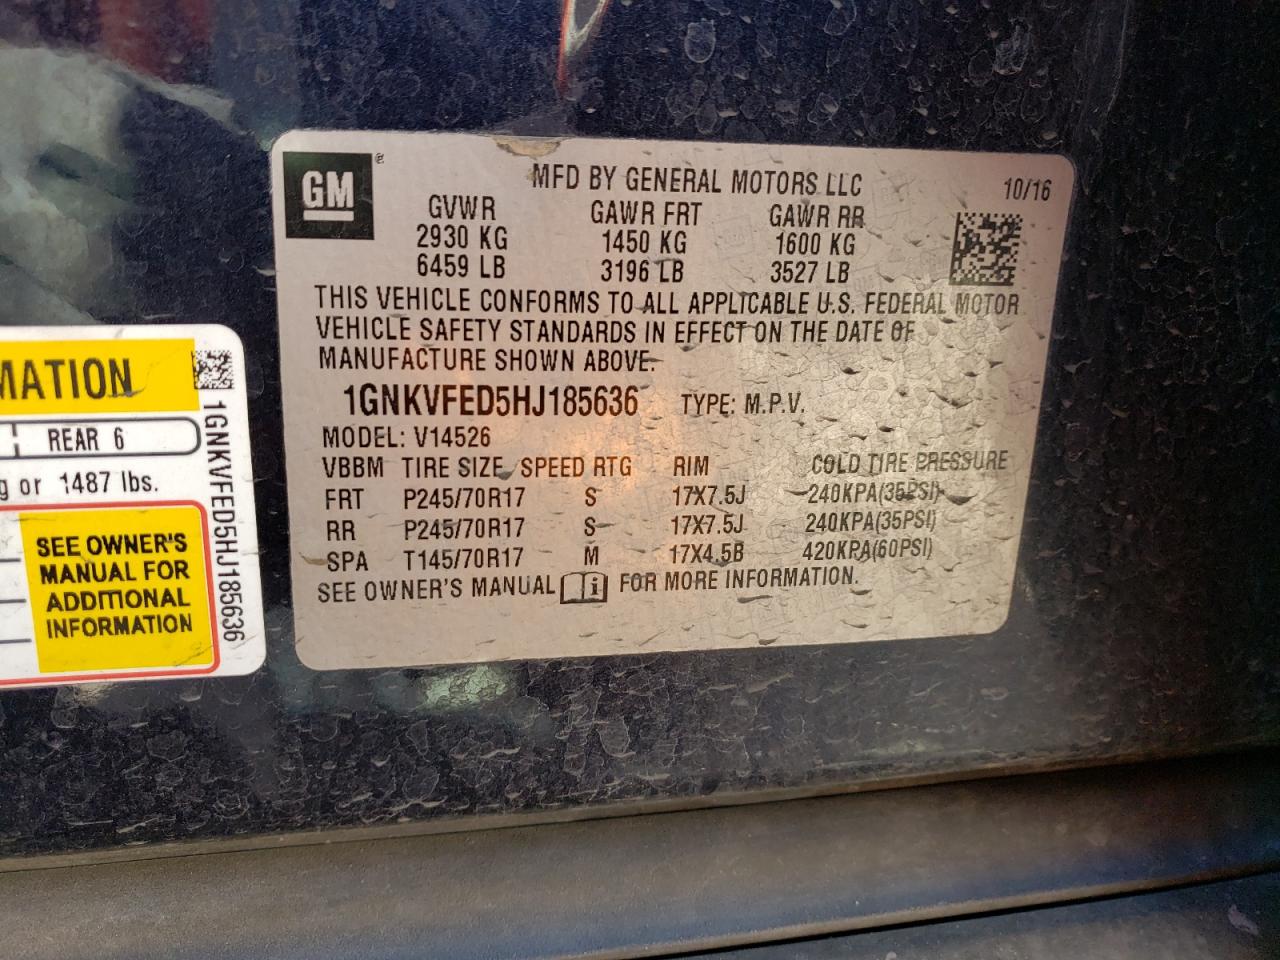 GM
MFD BY GENERAL MOTORS LLC 10/16
GVWR GAWR FRT GAWR RR
2930 KG 1450 KG 1600 KG
6459 LB 3196 LB 3527 LB
THIS VEHICLE CONFORMS TO ALL APPLICABLE U.S. FEDERAL MOTOR
VEHICLE SAFETY STANDARDS IN EFFECT ON THE DATE OF
MANUFACTURE SHOWN ABOVE.
1GNKVFED5HJ185636 TYPE: M.P.V.
MODEL: V14526
VBBM TIRE SIZE SPEED RTG RIM COLD TIRE PRESSURE
FRT P245/70R17 S 17X7.5J 240KPA(35PSI)
RR P245/70R17 S 17X7.5J 240KPA(35PSI)
SPA T145/70R17 M 17X4.5B 420KPA(60PSI)
SEE OWNER'S MANUAL i FOR MORE INFORMATION.
MATION
REAR 6
g or 1487 lbs.
SEE OWNER'S
MANUAL FOR
ADDITIONAL
INFORMATION
1GNKVFED5HJ185636